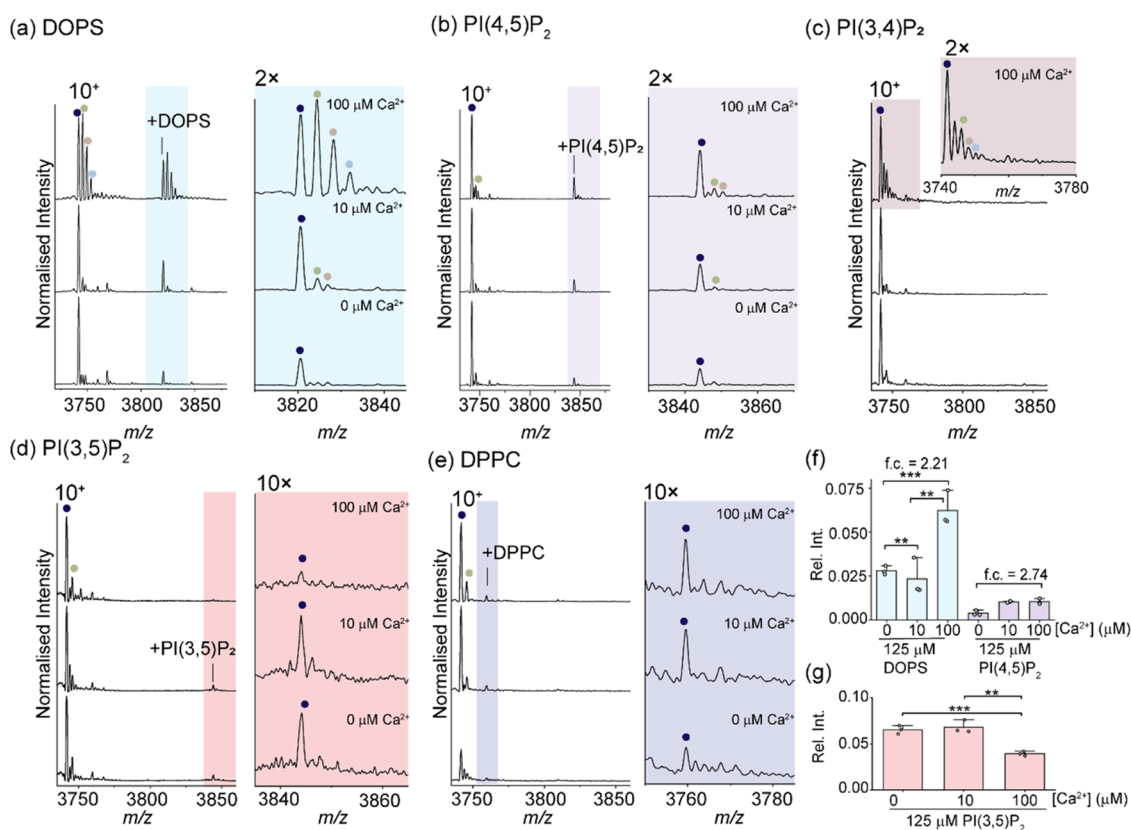 (a) DOPS
10⁺
+DOPS
Normalised Intensity
3750 3800 3850
m/z
2×
100 μM Ca²⁺
10 μM Ca²⁺
0 μM Ca²⁺
3820 3840
m/z
(b) PI(4,5)P₂
10⁺
+PI(4,5)P₂
Normalised Intensity
3750 3800 3850
m/z
2×
100 μM Ca²⁺
10 μM Ca²⁺
0 μM Ca²⁺
3840 3860
m/z
(c) PI(3,4)P₂
10⁺
2×
100 μM Ca²⁺
3740 3780
m/z
Normalised Intensity
3750 3800 3850
m/z
(d) PI(3,5)P₂
10⁺
+PI(3,5)P₂
Normalised Intensity
3750 3800 3850
m/z
10×
100 μM Ca²⁺
10 μM Ca²⁺
0 μM Ca²⁺
3840 3865
m/z
(e) DPPC
10⁺
+DPPC
Normalised Intensity
3750 3800 3850
m/z
10×
100 μM Ca²⁺
10 μM Ca²⁺
0 μM Ca²⁺
3760 3785
m/z
(f)
f.c. = 2.21
***
**
**
f.c. = 2.74
Rel. Int.
0.075
0.050
0.025
0.000
0 10 100 0 10 100 [Ca²⁺] (μM)
125 μM 125 μM
DOPS PI(4,5)P₂
(g)
**
***
Rel. Int.
0.10
0.05
0.00
0 10 100 [Ca²⁺] (μM)
125 μM PI(3,5)P₂